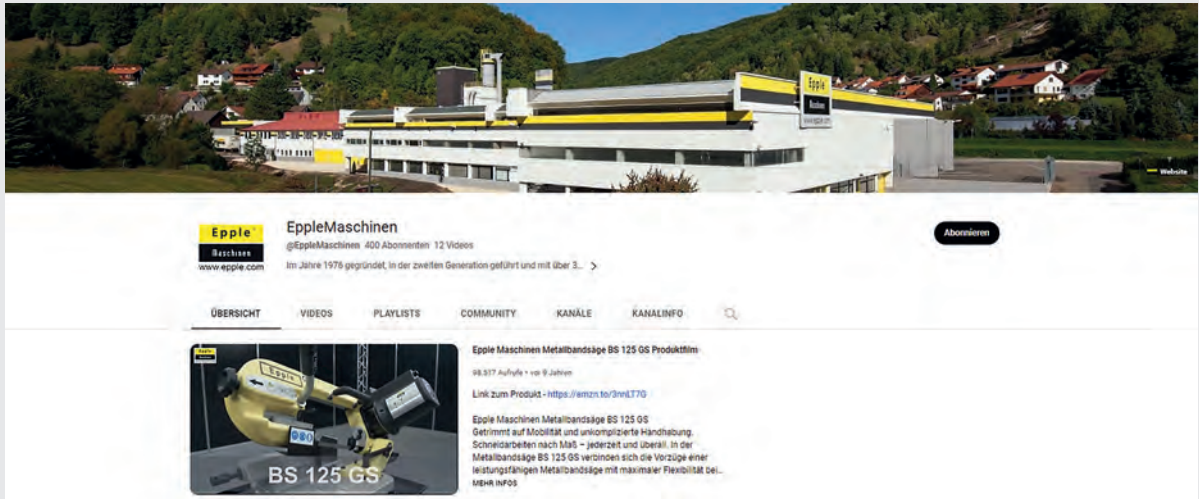 Epple
Maschinen
Website
Epple
Maschinen
www.epple.com
EppleMaschinen
@EppleMaschinen 400 Abonnenten 12 Videos
Im Jahre 1976 gegründet, in der zweiten Generation geführt und mit über 3... >
Abonnieren
ÜBERSICHT VIDEOS PLAYLISTS COMMUNITY KANÄLE KANALINFO
Epple
Epple
BS 125 GS
Epple Maschinen Metallbandsäge BS 125 GS Produktfilm
98.517 Aufrufe • vor 9 Jahren
Link zum Produkt - https://amzn.to/3nnLT7G
Epple Maschinen Metallbandsäge BS 125 GS
Getrimmt auf Mobilität und unkomplizierte Handhabung.
Schneidarbeiten nach Maß – jederzeit und überall. In der
Metallbandsäge BS 125 GS verbinden sich die Vorzüge einer
leistungsfähigen Metallbandsäge mit maximaler Flexibilität bei...
MEHR INFOS